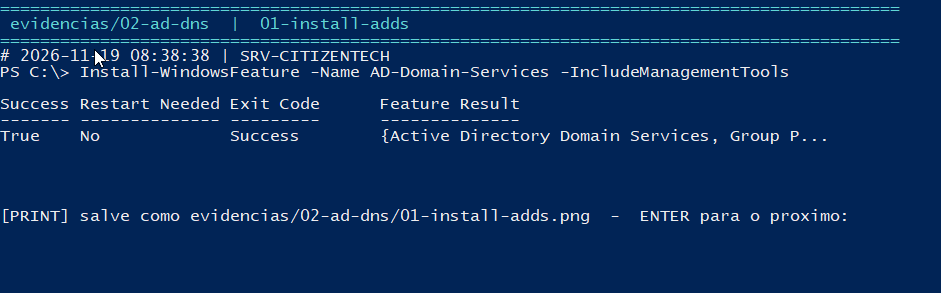 ==========================================================================================
evidencias/02-ad-dns  |  01-install-adds
==========================================================================================
# 2026-11-19 08:38:38 | SRV-CITIZENTECH
PS C:\> Install-WindowsFeature -Name AD-Domain-Services -IncludeManagementTools
Success Restart Needed Exit Code      Feature Result
------- -------------- ---------      --------------
True    No             Success        {Active Directory Domain Services, Group P...
[PRINT] salve como evidencias/02-ad-dns/01-install-adds.png  -  ENTER para o proximo: